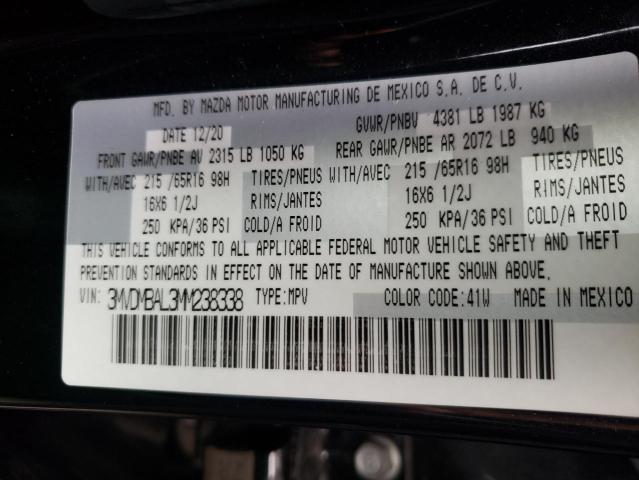 MFD. BY MAZDA MOTOR MANUFACTURING DE MEXICO S.A. DE C.V.
DATE 12/20 GVWR/PNBV 4381 LB 1987 KG
FRONT GAWR/PNBE AV 2315 LB 1050 KG REAR GAWR/PNBE AR 2072 LB 940 KG
WITH/AVEC 215 /65R16 98H TIRES/PNEUS WITH/AVEC 215 /65R16 98H TIRES/PNEUS
16X6 1/2J RIMS/JANTES 16X6 1/2J RIMS/JANTES
250 KPA/36 PSI COLD/A FROID 250 KPA/36 PSI COLD/A FROID
THIS VEHICLE CONFORMS TO ALL APPLICABLE FEDERAL MOTOR VEHICLE SAFETY AND THEFT
PREVENTION STANDARDS IN EFFECT ON THE DATE OF MANUFACTURE SHOWN ABOVE.
VIN: 3MVDMBAL3MM238338 TYPE:MPV COLOR CODE:41W MADE IN MEXICO